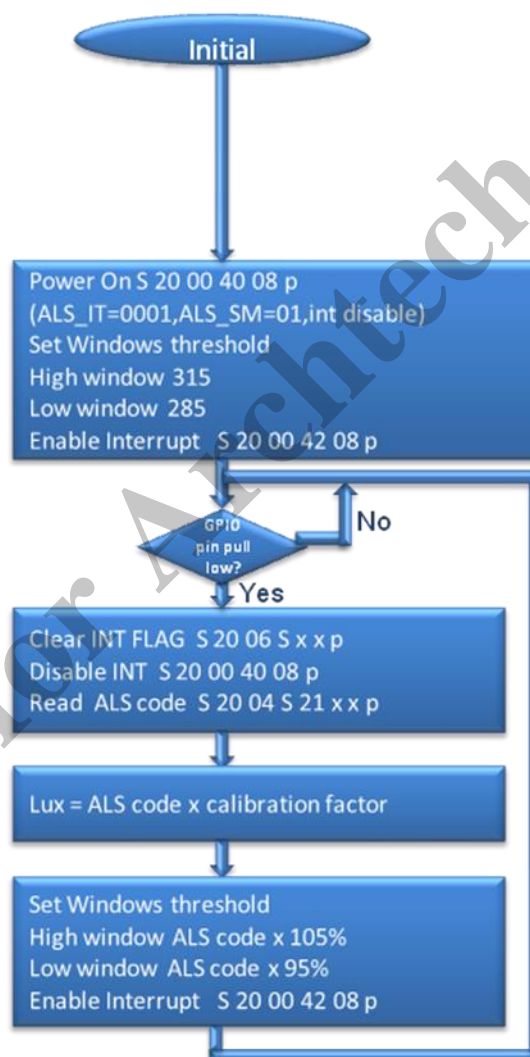 Initial
Power On S 20 00 40 08 p
(ALS_IT=0001,ALS_SM=01,int disable)
Set Windows threshold
High window 315
Low window 285
Enable Interrupt S 20 00 42 08 p
GPIO
pin pull
low?
No
Yes
Clear INT FLAG S 20 06 S x x p
Disable INT S 20 00 40 08 p
Read ALS code S 20 04 S 21 x x p
Lux = ALS code x calibration factor
Set Windows threshold
High window ALS code x 105%
Low window ALS code x 95%
Enable Interrupt S 20 00 42 08 p
or Archtech